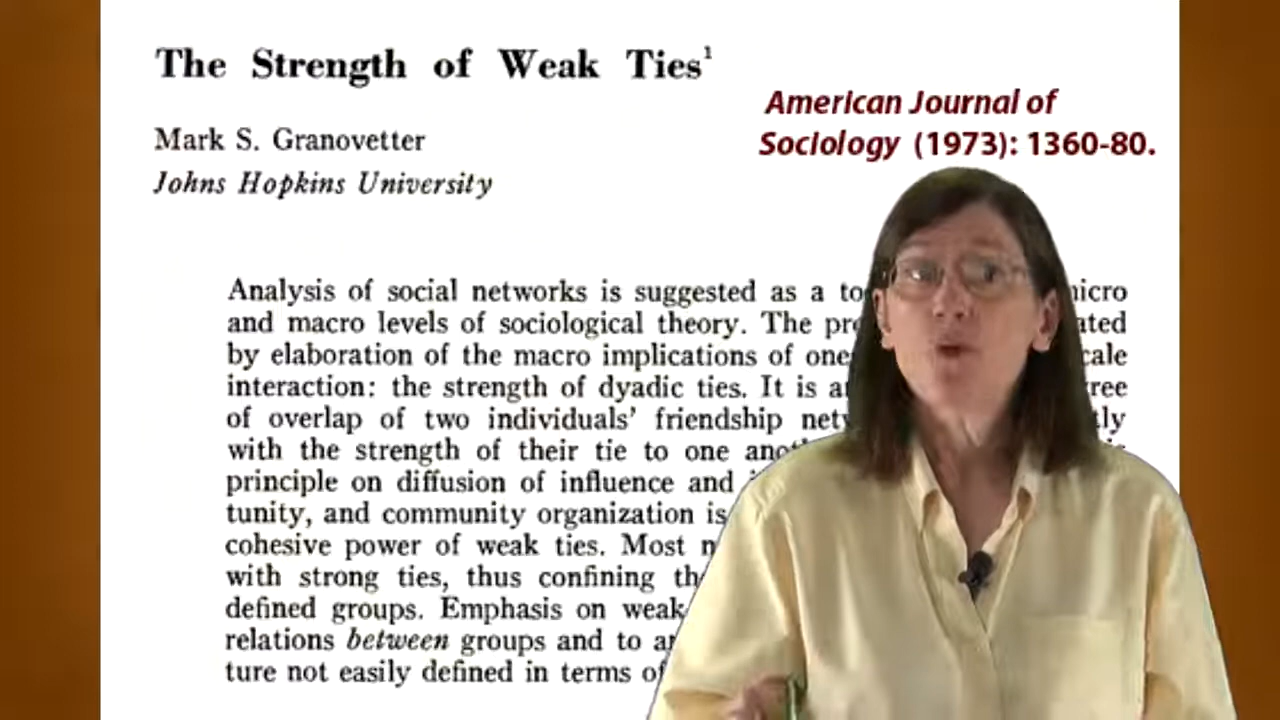 The Strength of Weak Ties¹
American Journal of
Sociology (1973): 1360-80.
Mark S. Granovetter
Johns Hopkins University
Analysis of social networks is suggested as a
and macro levels of sociological theory. The
by elaboration of the macro implications of
interaction: the strength of dyadic ties. It is
of overlap of two individuals' friendship
with the strength of their tie to one
principle on diffusion of influence and
tunity, and community organization is
cohesive power of weak ties. Most
with strong ties, thus confining
defined groups. Emphasis on weak
relations between groups and to
ture not easily defined in terms of